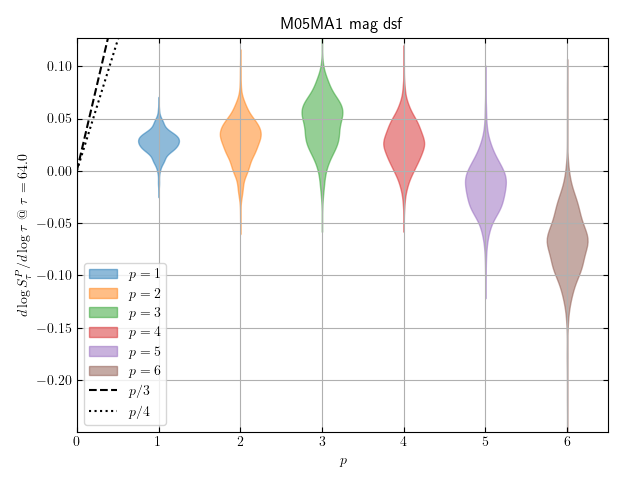 M05MA1 mag dsf
d log S_τ^P / d log τ @ τ = 64.0
0.10
0.05
0.00
−0.05
−0.10
−0.15
−0.20
p = 1
p = 2
p = 3
p = 4
p = 5
p = 6
p/3
p/4
0 1 2 3 4 5 6
p